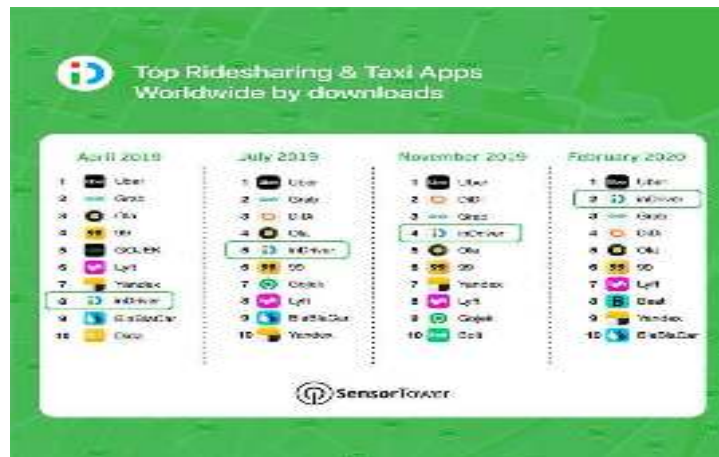 Top Ridesharing & Taxi Apps
Worldwide by downloads
April 2019
1 Uber
2 Grab
3 Ola
4 99
5 GOJEK
6 Lyft
7 Yandex
8 inDriver
9 BlaBlaCar
10
July 2019
1 Uber
2 Grab
3 DiDi
4 Ola
5 inDriver
6 99
7 Gojek
8 Lyft
9 BlaBlaCar
10 Yandex
November 2019
1 Uber
2 DiDi
3 Grab
4 inDriver
5 Ola
6 99
7 Yandex
8 Lyft
9 Gojek
10 Bolt
February 2020
1 Uber
2 inDriver
3 Grab
4 DiDi
5 Ola
6 99
7 Lyft
8 Beat
9 Yandex
10 BlaBlaCar
SensorTower